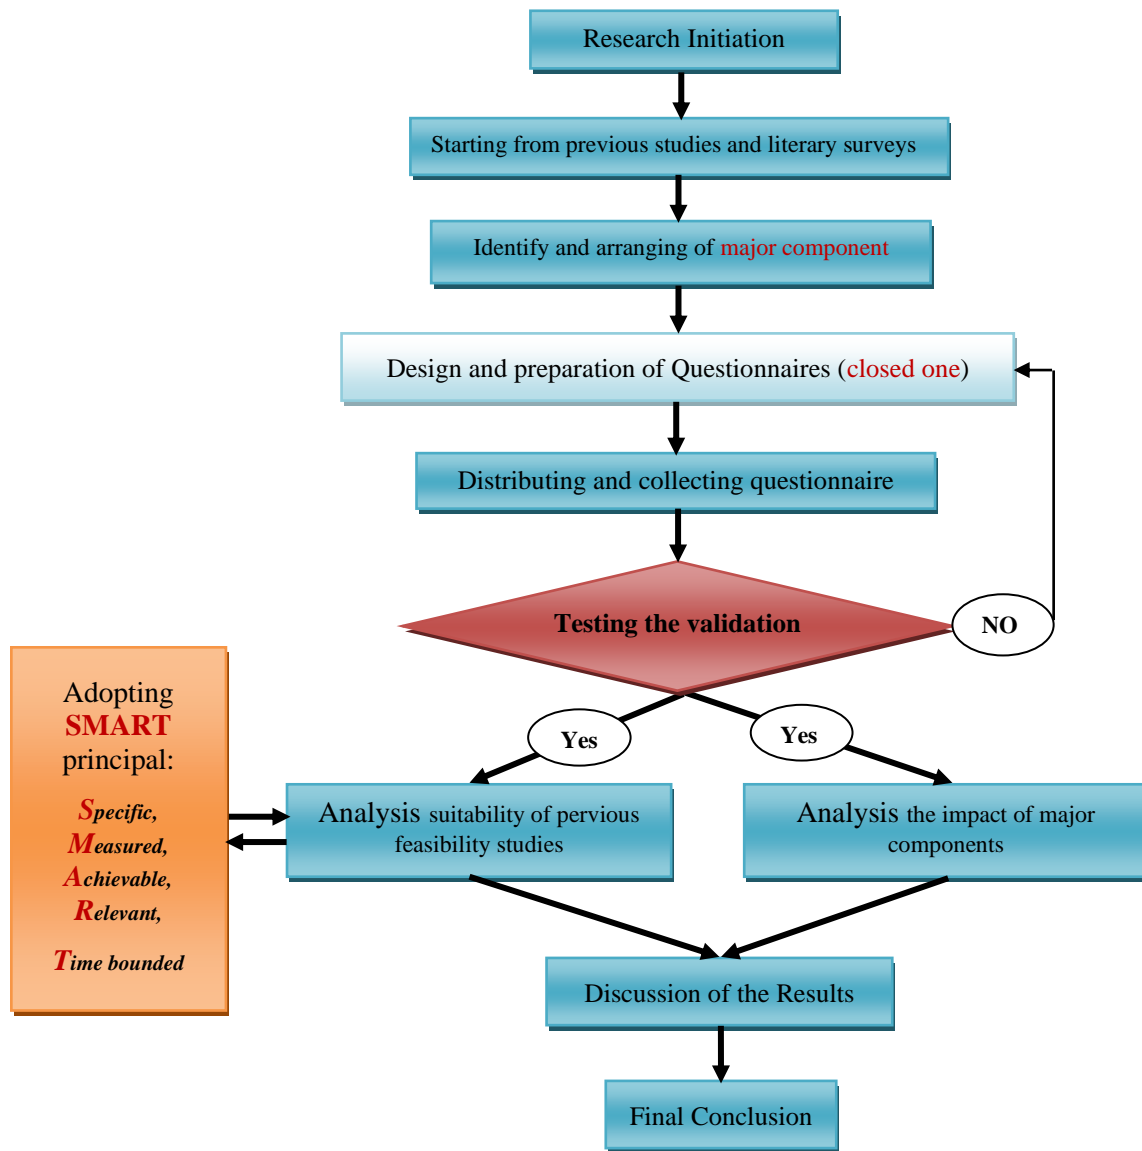 Research Initiation
Starting from previous studies and literary surveys
Identify and arranging of major component
Design and preparation of Questionnaires (closed one)
Distributing and collecting questionnaire
Testing the validation
NO
Yes
Yes
Adopting
SMART
principal:
Specific,
Measured,
Achievable,
Relevant,
Time bounded
Analysis suitability of pervious
feasibility studies
Analysis the impact of major
components
Discussion of the Results
Final Conclusion